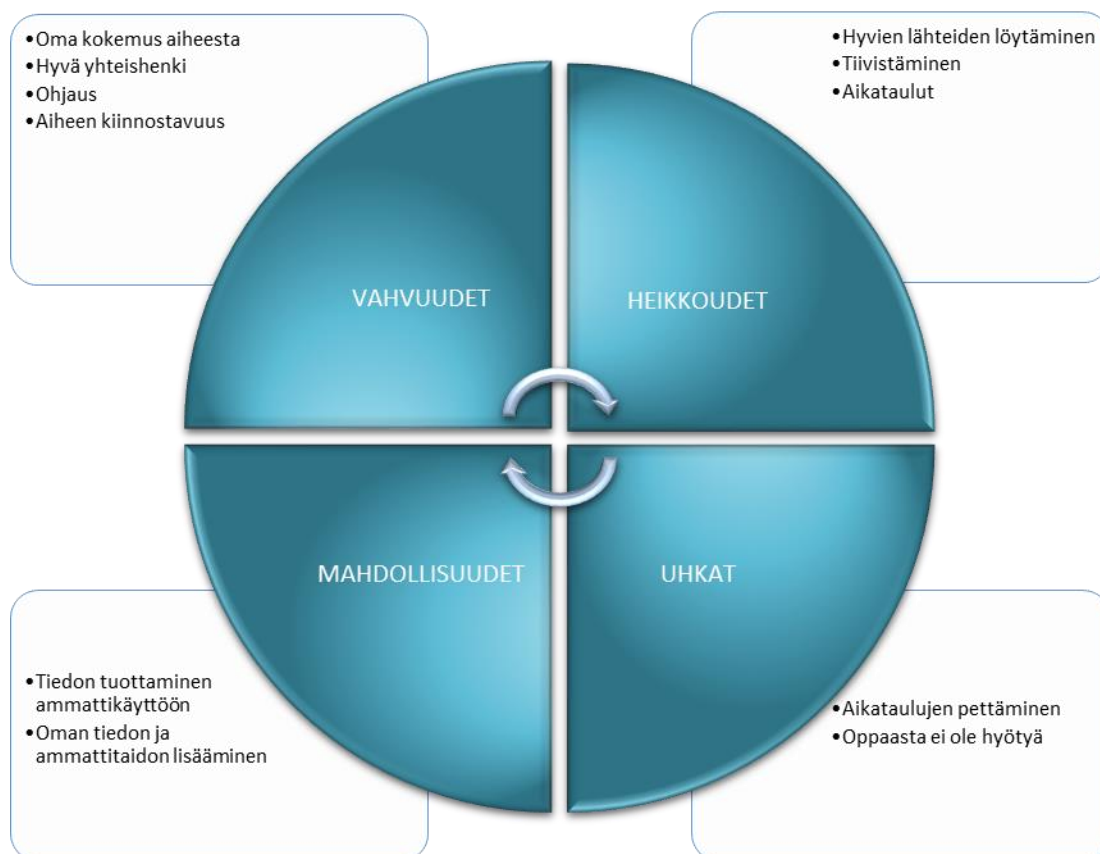 •Oma kokemus aiheesta
•Hyvä yhteishenki
•Ohjaus
•Aiheen kiinnostavuus
•Hyvien lähteiden löytäminen
•Tiivistäminen
•Aikataulut
VAHVUUDET
HEIKKOUDET
MAHDOLLISUUDET
UHKAT
•Tiedon tuottaminen
ammattikäyttöön
•Oman tiedon ja
ammattitaidon lisääminen
•Aikataulujen pettäminen
•Oppaasta ei ole hyötyä